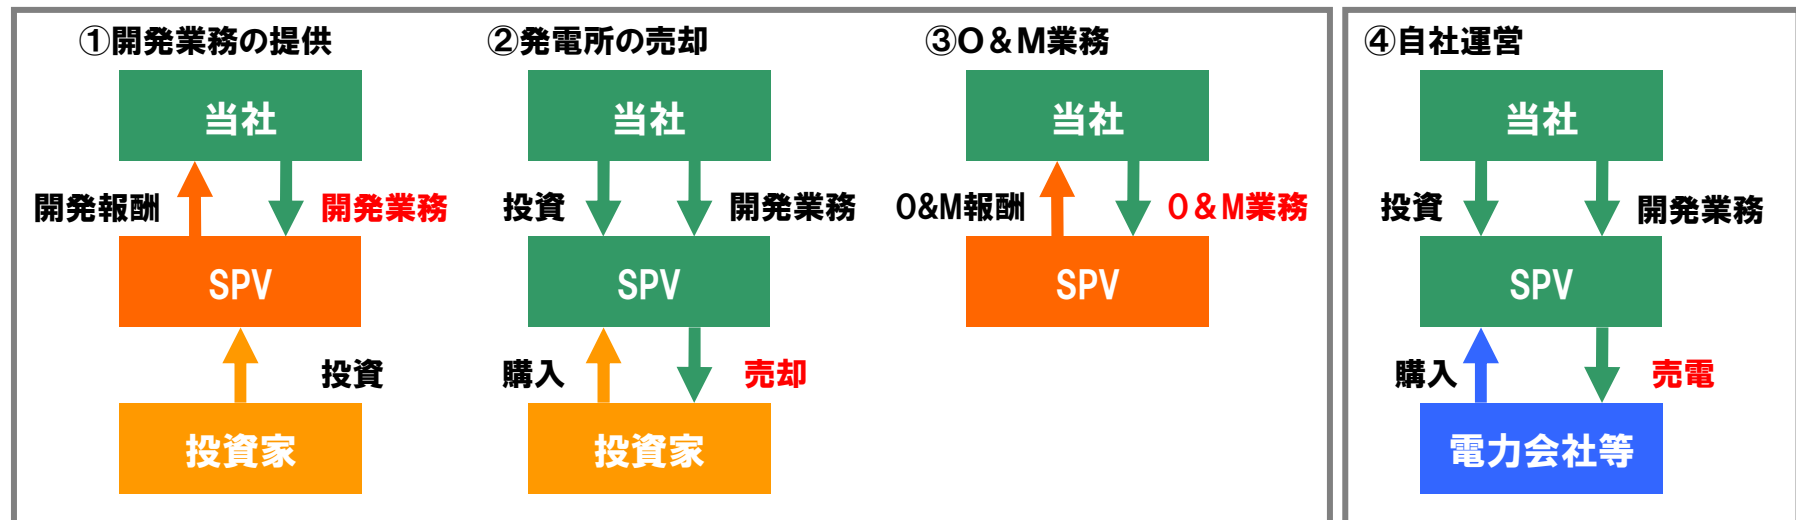 ①開発業務の提供
当社
開発報酬
開発業務
SPV
投資
投資家
②発電所の売却
当社
投資
開発業務
SPV
購入
売却
投資家
③O＆M業務
当社
O&M報酬
O＆M業務
SPV
④自社運営
当社
投資
開発業務
SPV
購入
売電
電力会社等